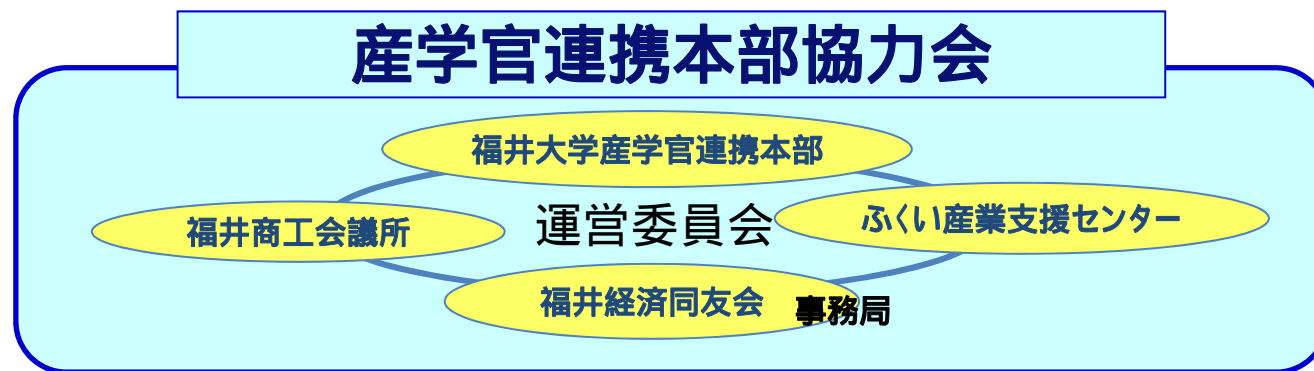 産学官連携本部協力会
福井大学産学官連携本部
福井商工会議所
運営委員会
ふくい産業支援センター
福井経済同友会
事務局